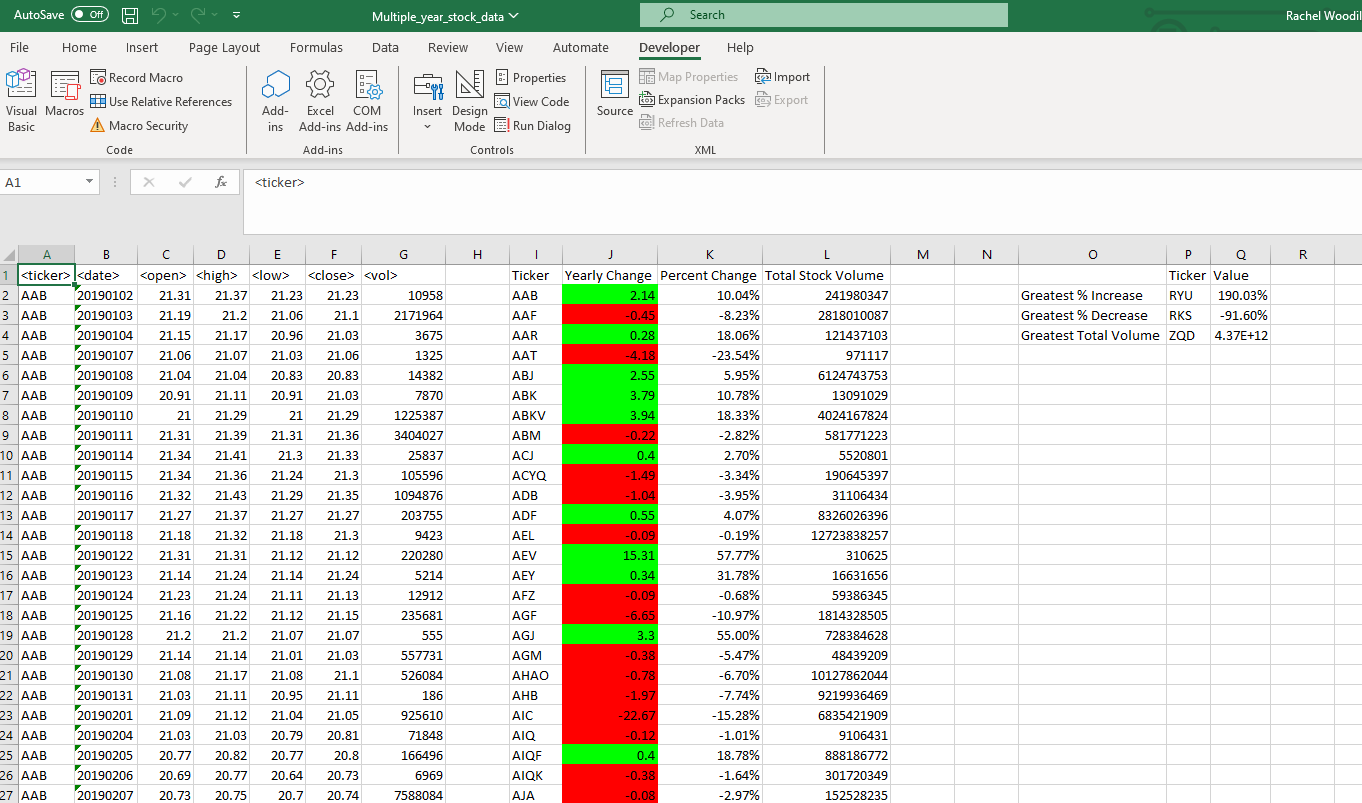 AutoSave Off Multiple_year_stock_data Search Rachel Woodil
File Home Insert Page Layout Formulas Data Review View Automate Developer Help
Visual Basic Macros Record Macro Use Relative References Macro Security Code
Add-ins Excel Add-ins COM Add-ins Add-ins
Insert Design Mode Properties View Code Run Dialog Controls
Source Map Properties Expansion Packs Refresh Data Import Export XML
A1 fx <ticker>
A B C D E F G H I J K L M N O P Q R
1 <ticker> <date> <open> <high> <low> <close> <vol> Ticker Yearly Change Percent Change Total Stock Volume Ticker Value
2 AAB 20190102 21.31 21.37 21.23 21.23 10958 AAB 2.14 10.04% 241980347 Greatest % Increase RYU 190.03%
3 AAB 20190103 21.19 21.2 21.06 21.1 2171964 AAF -0.45 -8.23% 2818010087 Greatest % Decrease RKS -91.60%
4 AAB 20190104 21.15 21.17 20.96 21.03 3675 AAR 0.28 18.06% 121437103 Greatest Total Volume ZQD 4.37E+12
5 AAB 20190107 21.06 21.07 21.03 21.06 1325 AAT -4.18 -23.54% 971117
6 AAB 20190108 21.04 21.04 20.83 20.83 14382 ABJ 2.55 5.95% 6124743753
7 AAB 20190109 20.91 21.11 20.91 21.03 7870 ABK 3.79 10.78% 13091029
8 AAB 20190110 21 21.29 21 21.29 1225387 ABKV 3.94 18.33% 4024167824
9 AAB 20190111 21.31 21.39 21.31 21.36 3404027 ABM -0.22 -2.82% 581771223
10 AAB 20190114 21.34 21.41 21.3 21.33 25837 ACJ 0.4 2.70% 5520801
11 AAB 20190115 21.34 21.36 21.24 21.3 105596 ACYQ -1.49 -3.34% 190645397
12 AAB 20190116 21.32 21.43 21.29 21.35 1094876 ADB -1.04 -3.95% 31106434
13 AAB 20190117 21.27 21.37 21.27 21.27 203755 ADF 0.55 4.07% 8326026396
14 AAB 20190118 21.18 21.32 21.18 21.3 9423 AEL -0.09 -0.19% 12723838257
15 AAB 20190122 21.31 21.31 21.12 21.12 220280 AEV 15.31 57.77% 310625
16 AAB 20190123 21.14 21.24 21.14 21.24 5214 AEY 0.34 31.78% 16631656
17 AAB 20190124 21.23 21.24 21.11 21.13 12912 AFZ -0.09 -0.68% 59386345
18 AAB 20190125 21.16 21.22 21.12 21.15 235681 AGF -6.65 -10.97% 1814328505
19 AAB 20190128 21.2 21.2 21.07 21.07 555 AGJ 3.3 55.00% 728384628
20 AAB 20190129 21.14 21.14 21.01 21.03 557731 AGM -0.38 -5.47% 48439209
21 AAB 20190130 21.08 21.17 21.08 21.1 526084 AHAO -0.78 -6.70% 10127862044
22 AAB 20190131 21.03 21.11 20.95 21.11 186 AHB -1.97 -7.74% 9219936469
23 AAB 20190201 21.09 21.12 21.04 21.05 925610 AIC -22.67 -15.28% 6835421909
24 AAB 20190204 21.03 21.03 20.79 20.81 71848 AIQ -0.12 -1.01% 9106431
25 AAB 20190205 20.77 20.82 20.77 20.8 166496 AIQF 0.4 18.78% 888186772
26 AAB 20190206 20.69 20.77 20.64 20.73 6969 AIQK -0.38 -1.64% 301720349
27 AAB 20190207 20.73 20.75 20.7 20.74 7588084 AJA -0.08 -2.97% 152528235